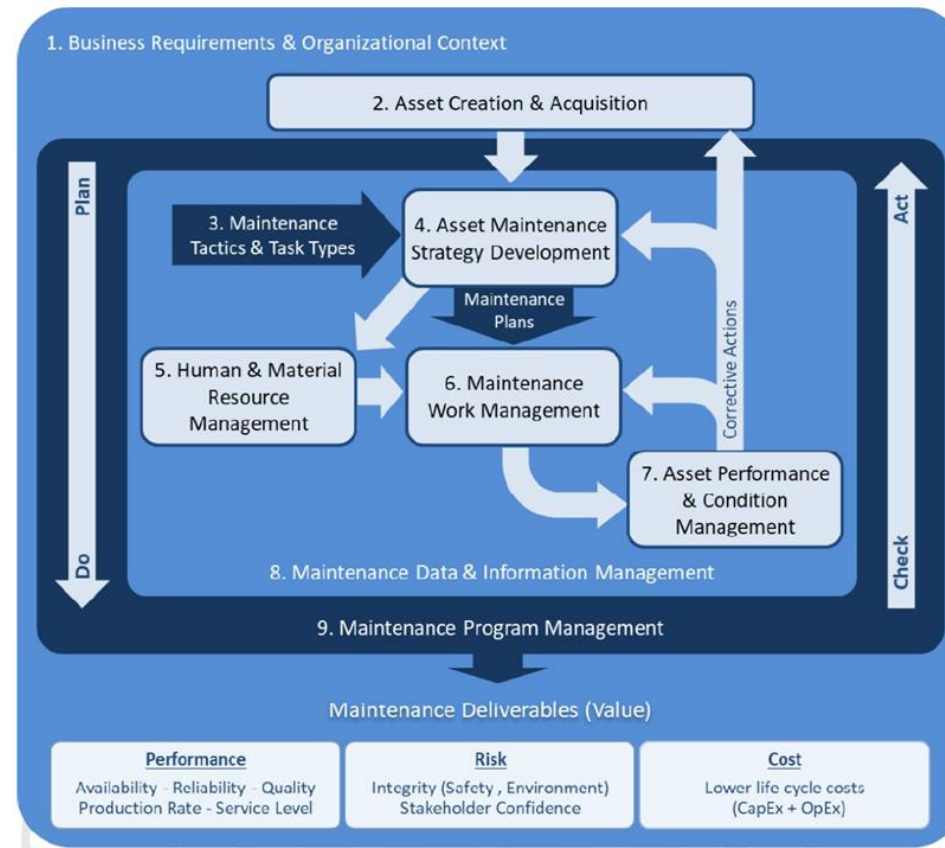 1. Business Requirements & Organizational Context
2. Asset Creation & Acquisition
Plan
Do
3. Maintenance
Tactics & Task Types
4. Asset Maintenance
Strategy Development
Maintenance
Plans
5. Human & Material
Resource
Management
6. Maintenance
Work Management
7. Asset Performance
& Condition
Management
Corrective Actions
Act
Check
8. Maintenance Data & Information Management
9. Maintenance Program Management
Maintenance Deliverables (Value)
Performance
Availability - Reliability - Quality
Production Rate - Service Level
Risk
Integrity (Safety , Environment)
Stakeholder Confidence
Cost
Lower life cycle costs
(CapEx + OpEx)